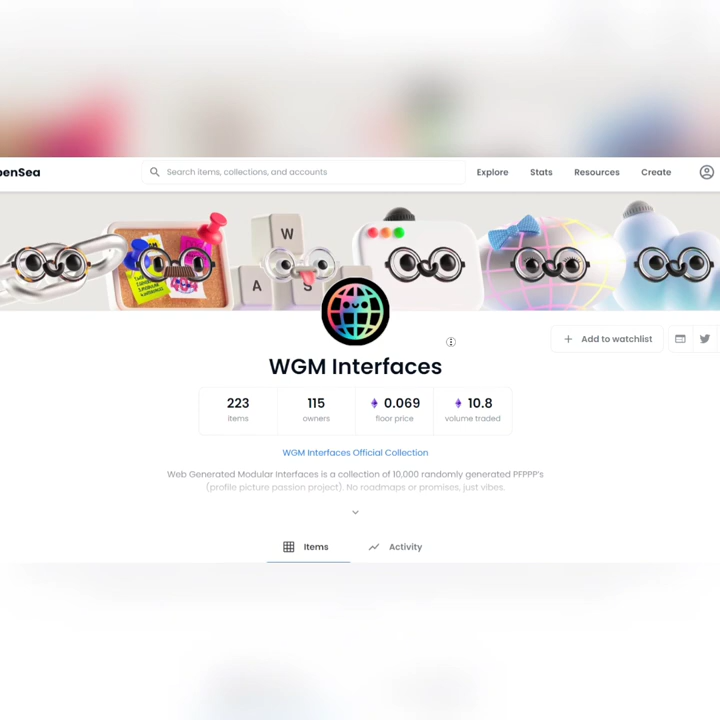 penSea
Search items, collections, and accounts
Explore
Stats
Resources
Create
W
A
S
WGM Interfaces
223
115
0.069
10.8
items
owners
floor price
volume traded
Add to watchlist
WGM Interfaces Official Collection
Web Generated Modular Interfaces is a collection of 10,000 randomly generated PFPPP's
(profile picture passion project). No roadmaps or promises, just vibes.
Items
Activity